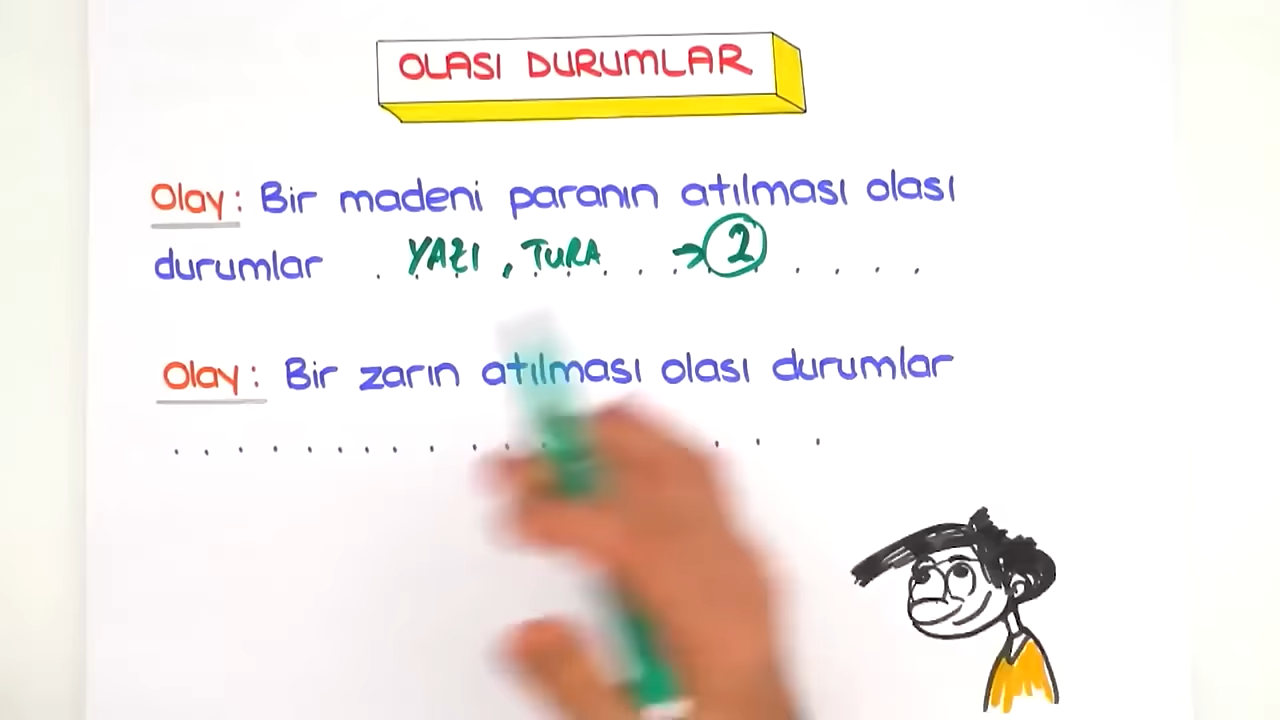 OLASI DURUMLAR
Olay: Bir madeni paranın atılması olası
durumlar . YAZI, TURA . . → 2 . . . .
Olay: Bir zarın atılması olası durumlar